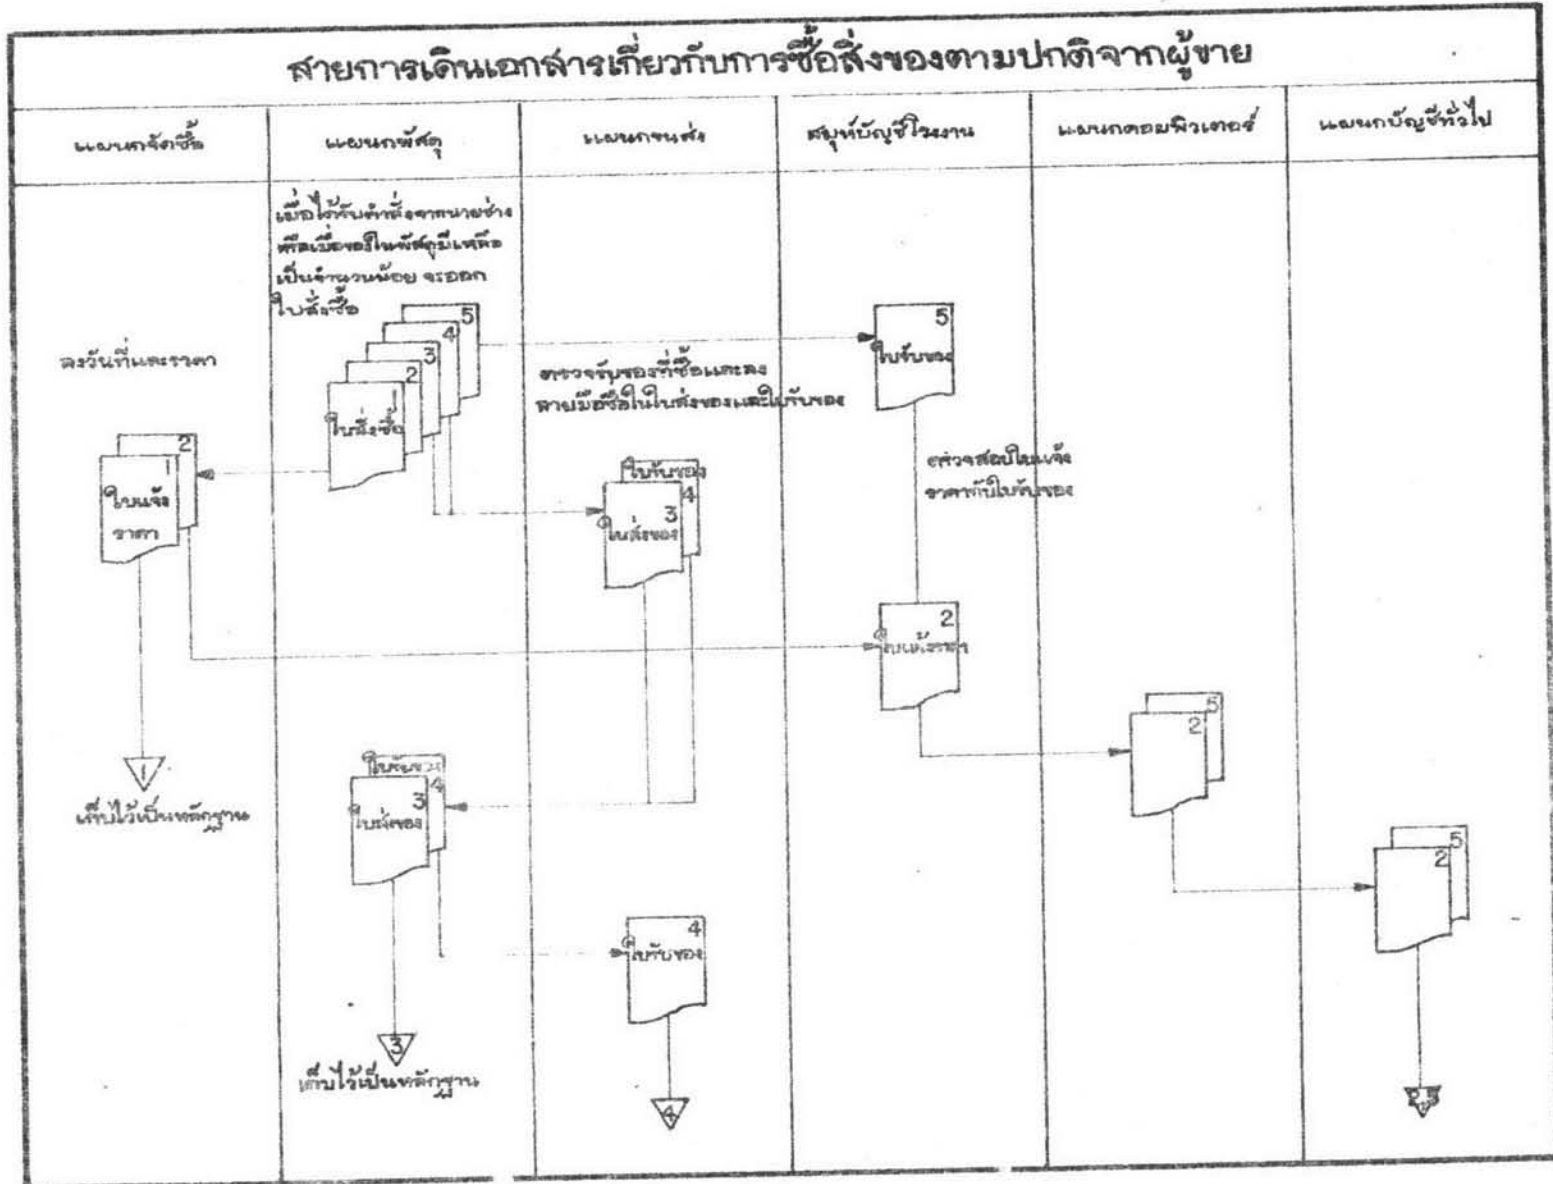 สายการเดินเอกสารเกี่ยวกับการซื้อสิ่งของตามปกติจากผู้ขาย
แผนกจัดซื้อ
แผนกพัสดุ
แผนกขนส่ง
สมุห์บัญชีโรงงาน
แผนกคอมพิวเตอร์
แผนกบัญชีทั่วไป
เมื่อได้รับคำสั่งจากนายช่าง
หรือเมื่อของในพัสดุมีเหลือ
เป็นจำนวนน้อย จะออก
ใบสั่งซื้อ
5
4
3
2
1
ใบสั่งซื้อ
ลงวันที่และราคา
2
1
ใบแจ้ง
ราคา
1
เก็บไว้เป็นหลักฐาน
ตรวจรับของที่ซื้อและลง
ลายมือชื่อในใบส่งของและใบรับของ
ใบรับของ
4
3
ใบส่งของ
5
ใบรับของ
ตรวจสอบใบแจ้ง
ราคากับใบรับของ
2
ใบแจ้งราคา
5
2
5
2
2,5
ใบรับของ
4
3
ใบส่งของ
3
เก็บไว้เป็นหลักฐาน
4
ใบรับของ
4